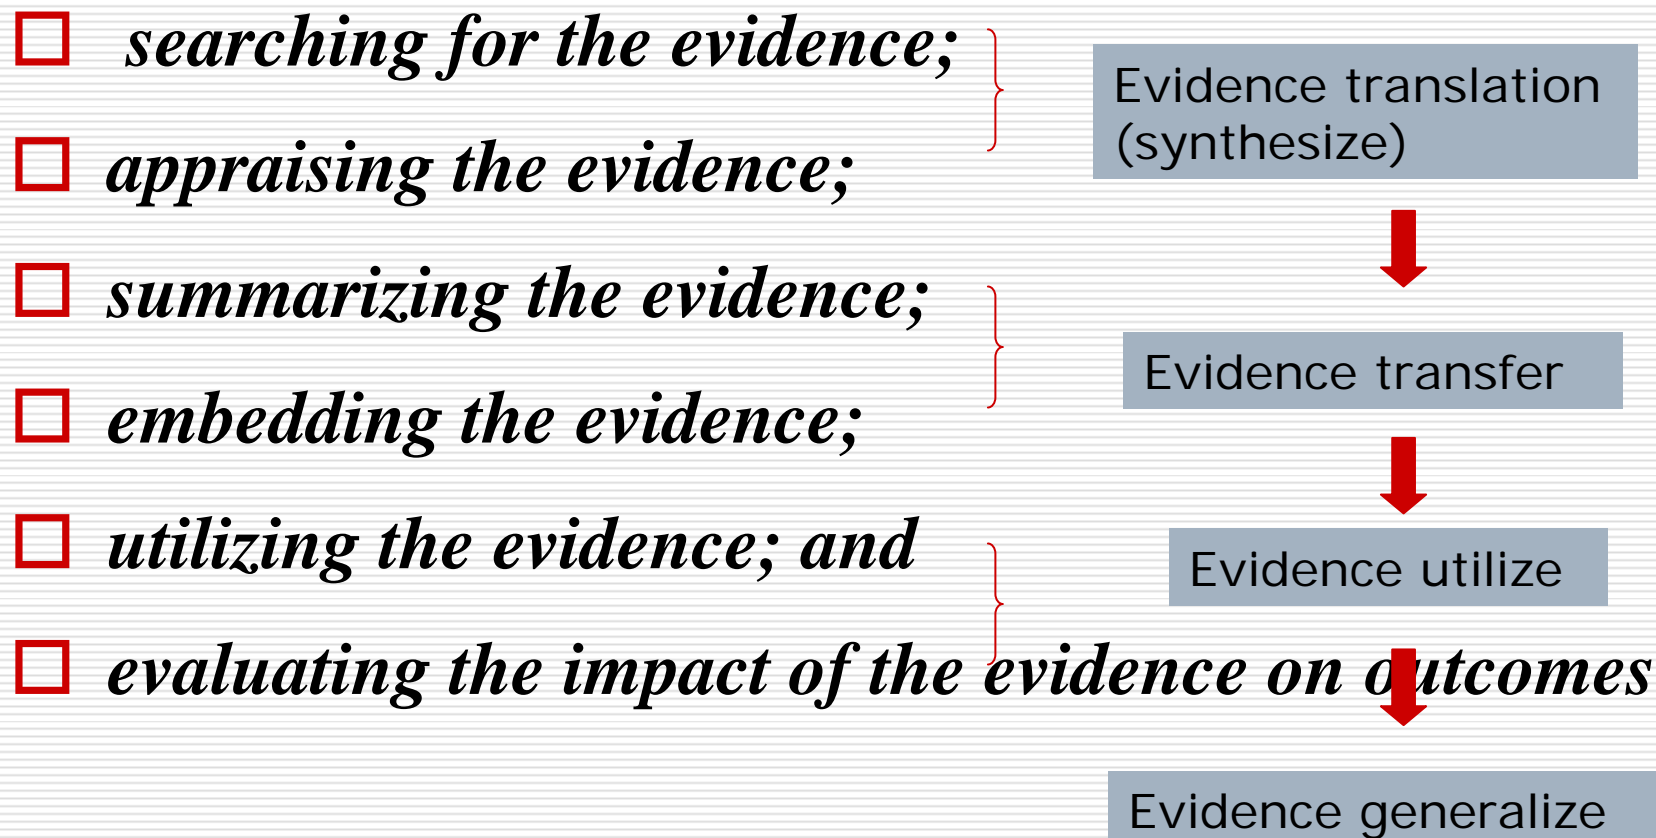 searching for the evidence;
appraising the evidence;
summarizing the evidence;
embedding the evidence;
utilizing the evidence; and
evaluating the impact of the evidence on outcomes
Evidence translation
(synthesize)
Evidence transfer
Evidence utilize
Evidence generalize